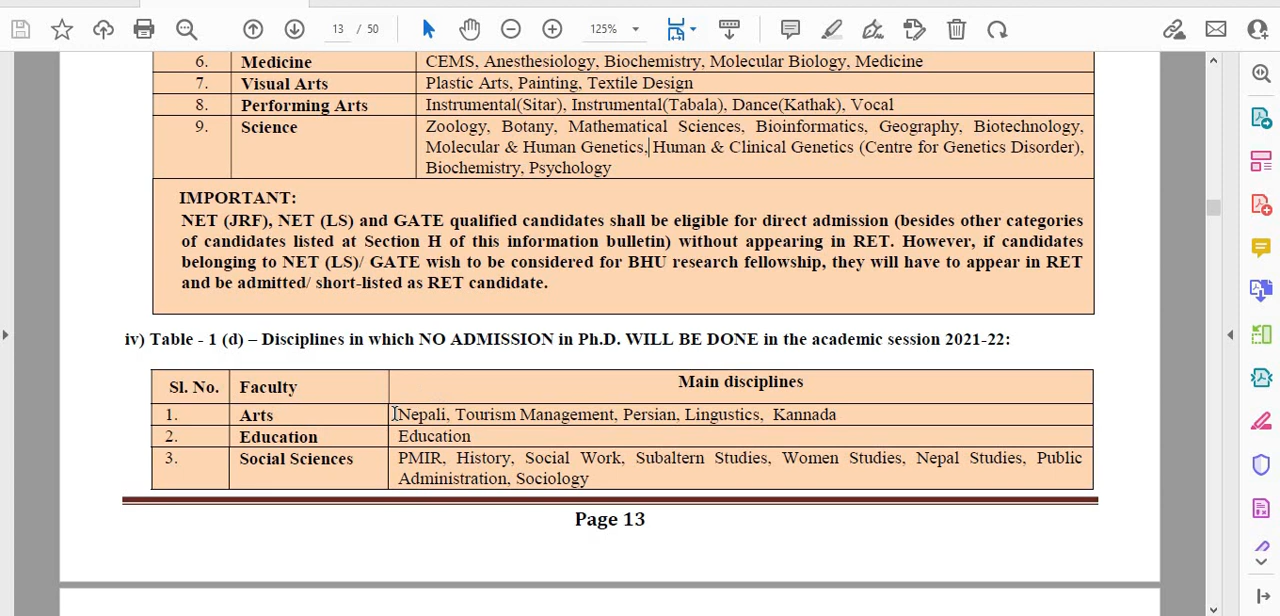 13 / 50
125%
6. Medicine CEMS, Anesthesiology, Biochemistry, Molecular Biology, Medicine
7. Visual Arts Plastic Arts, Painting, Textile Design
8. Performing Arts Instrumental(Sitar), Instrumental(Tabala), Dance(Kathak), Vocal
9. Science Zoology, Botany, Mathematical Sciences, Bioinformatics, Geography, Biotechnology,
Molecular & Human Genetics, Human & Clinical Genetics (Centre for Genetics Disorder),
Biochemistry, Psychology
IMPORTANT:
NET (JRF), NET (LS) and GATE qualified candidates shall be eligible for direct admission (besides other categories
of candidates listed at Section H of this information bulletin) without appearing in RET. However, if candidates
belonging to NET (LS)/ GATE wish to be considered for BHU research fellowship, they will have to appear in RET
and be admitted/ short-listed as RET candidate.
iv) Table - 1 (d) – Disciplines in which NO ADMISSION in Ph.D. WILL BE DONE in the academic session 2021-22:
Sl. No. Faculty Main disciplines
1. Arts Nepali, Tourism Management, Persian, Lingustics, Kannada
2. Education Education
3. Social Sciences PMIR, History, Social Work, Subaltern Studies, Women Studies, Nepal Studies, Public
Administration, Sociology
Page 13